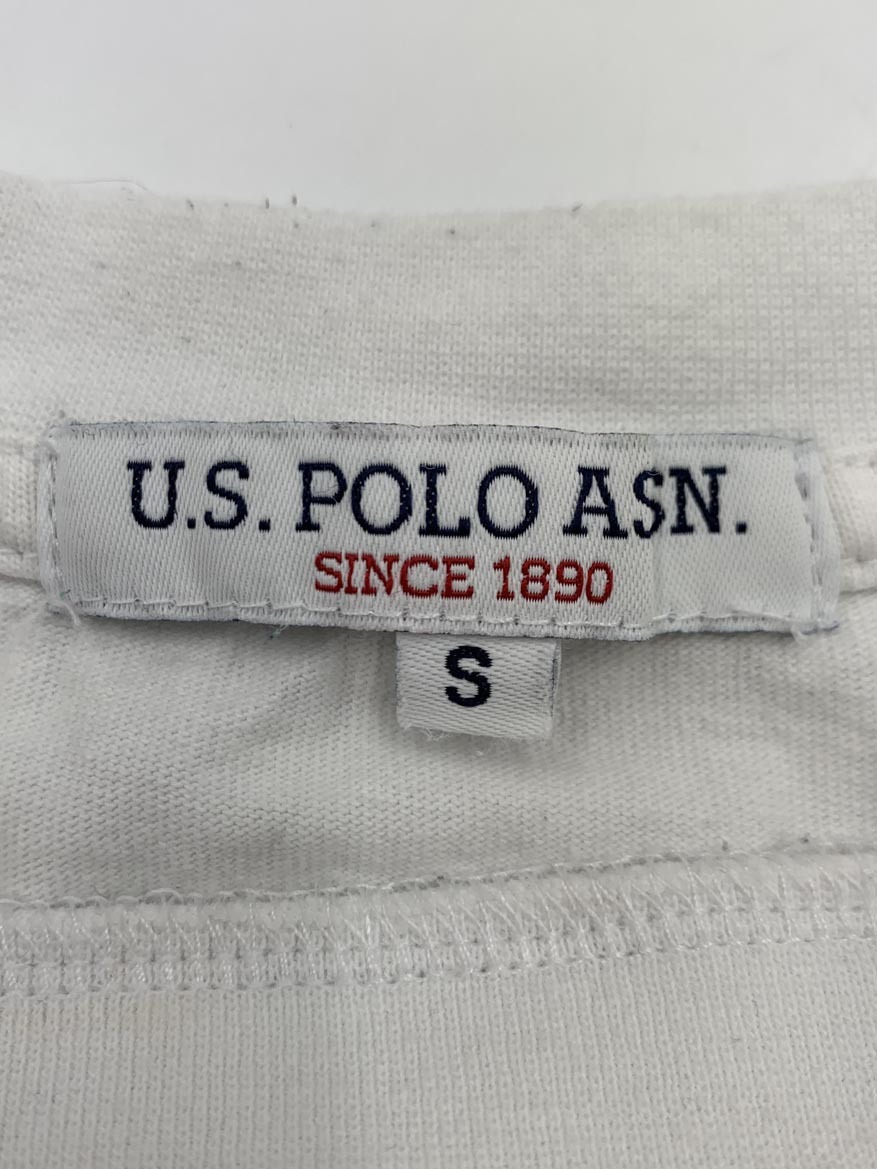 U.S. POLO ASN.
SINCE 1890
S